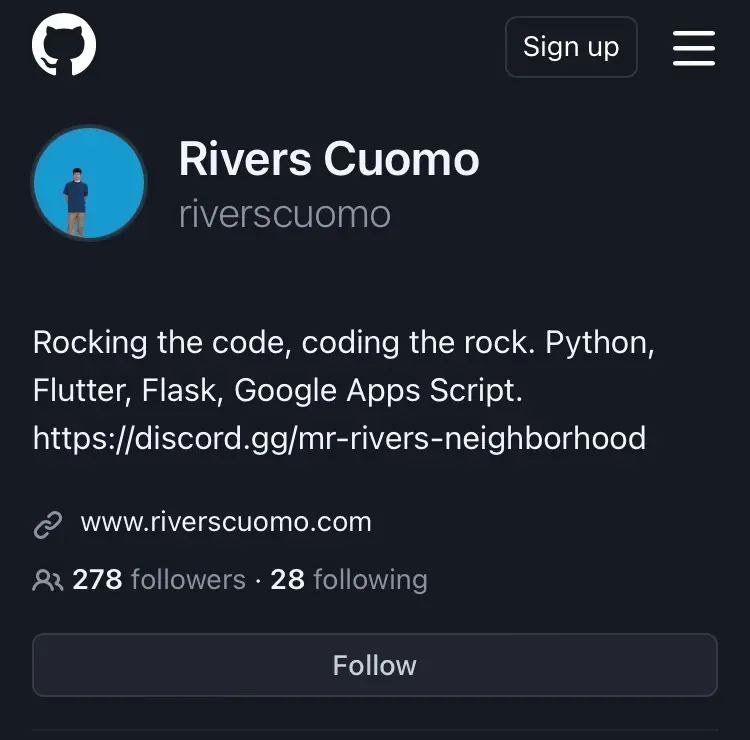 Sign up
Rivers Cuomo
riverscuomo
Rocking the code, coding the rock. Python,
Flutter, Flask, Google Apps Script.
https://discord.gg/mr-rivers-neighborhood
www.riverscuomo.com
278 followers · 28 following
Follow